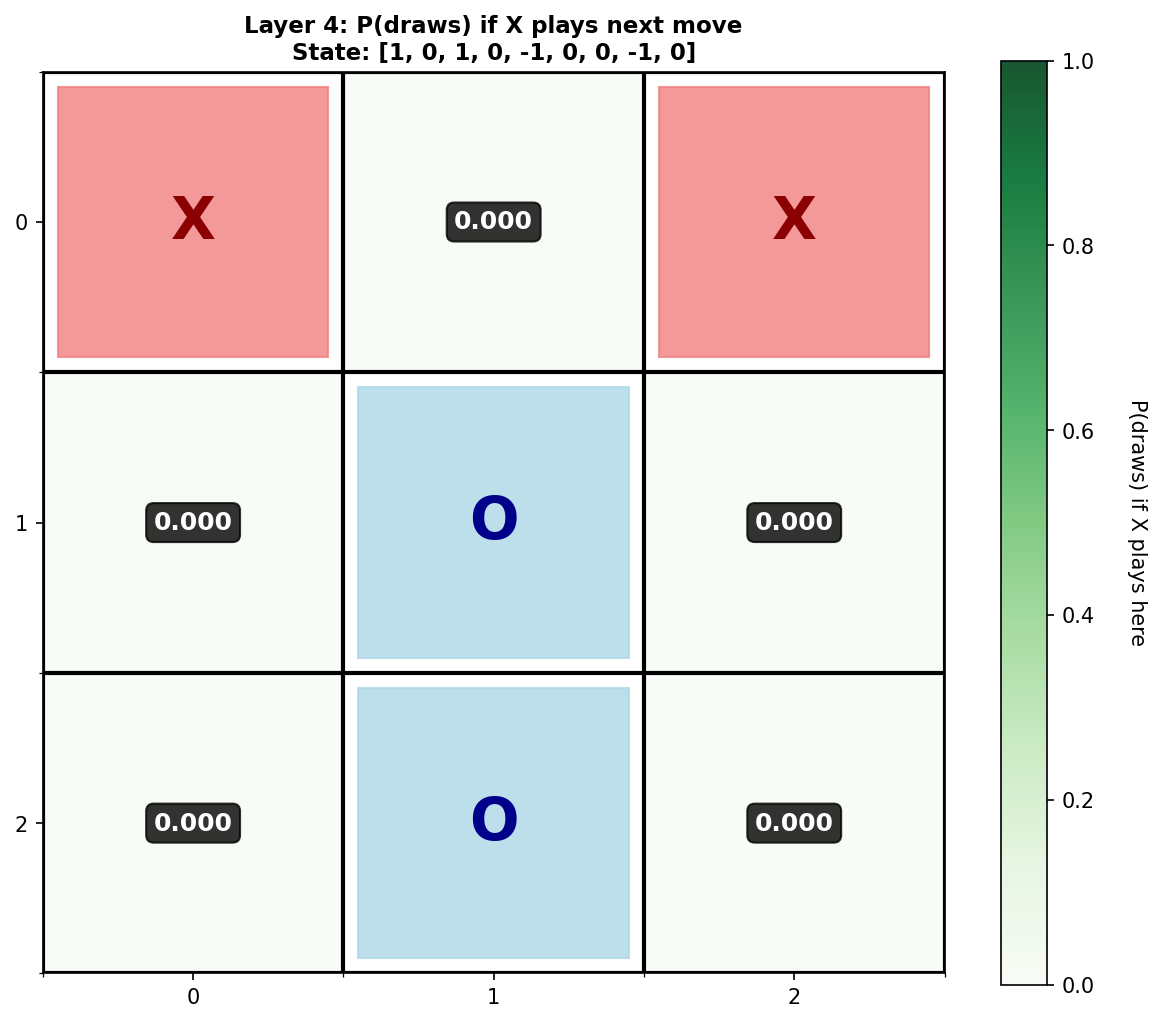 Layer 4: P(draws) if X plays next move
State: [1, 0, 1, 0, -1, 0, 0, -1, 0]
0
X
0.000
X
1
0.000
O
0.000
2
0.000
O
0.000
0
1
2
1.0
0.8
0.6
0.4
0.2
0.0
P(draws) if X plays here